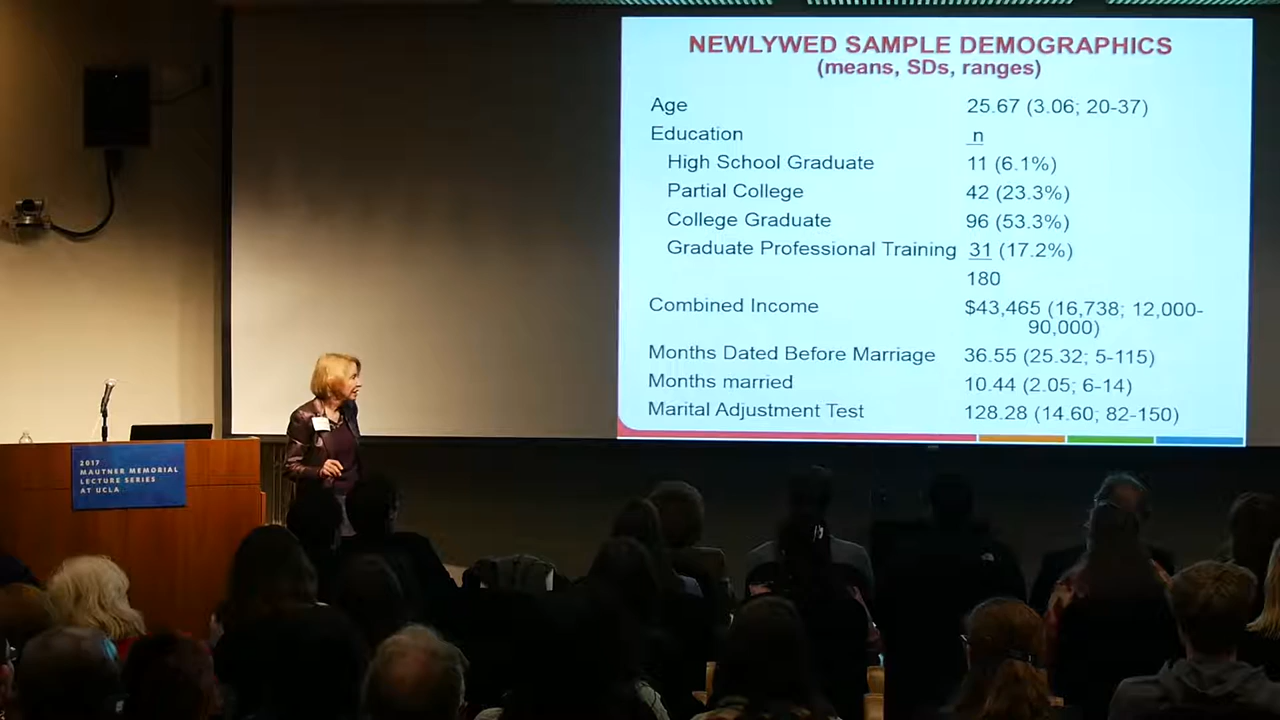 NEWLYWED SAMPLE DEMOGRAPHICS
(means, SDs, ranges)
Age 25.67 (3.06; 20-37)
Education n
High School Graduate 11 (6.1%)
Partial College 42 (23.3%)
College Graduate 96 (53.3%)
Graduate Professional Training 31 (17.2%)
180
Combined Income $43,465 (16,738; 12,000-
90,000)
Months Dated Before Marriage 36.55 (25.32; 5-115)
Months married 10.44 (2.05; 6-14)
Marital Adjustment Test 128.28 (14.60; 82-150)
2017
MAUTNER MEMORIAL
LECTURE SERIES
AT UCLA